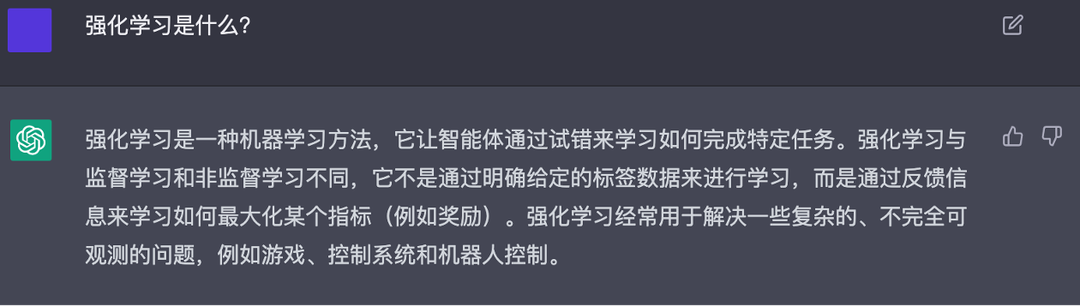 强化学习是什么？
强化学习是一种机器学习方法，它让智能体通过试错来学习如何完成特定任务。强化学习与
监督学习和非监督学习不同，它不是通过明确给定的标签数据来进行学习，而是通过反馈信
息来学习如何最大化某个指标（例如奖励）。强化学习经常用于解决一些复杂的、不完全可
观测的问题，例如游戏、控制系统和机器人控制。